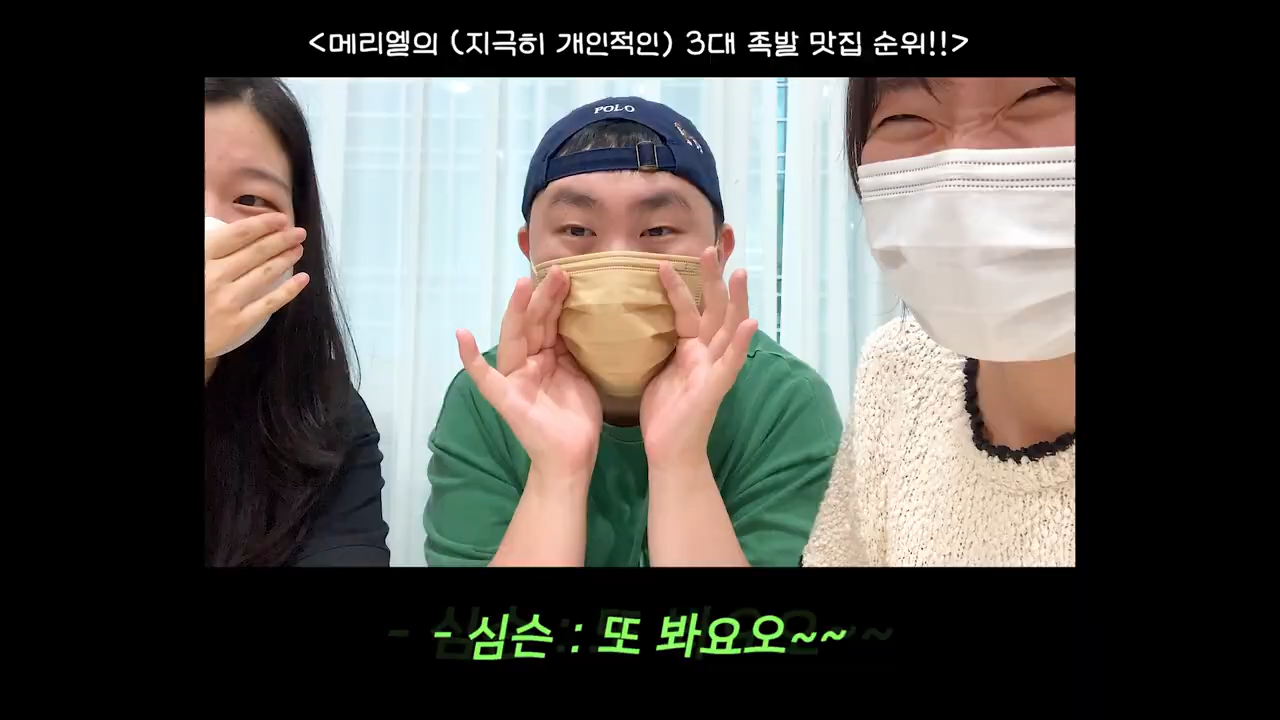 <메리엘의 (지극히 개인적인) 3대 족발 맛집 순위!!>
POLO
- 심슨 : 또 봐요오~~